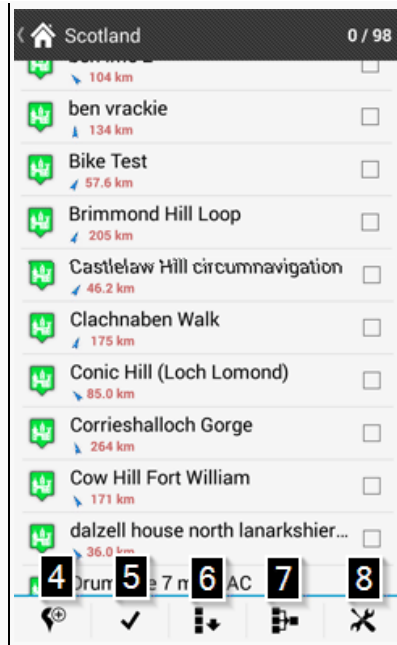 Scotland 0 / 98
104 km
ben vrackie
134 km
Bike Test
57.6 km
Brimmond Hill Loop
205 km
Castlelaw Hill circumnavigation
46.2 km
Clachnaben Walk
175 km
Conic Hill (Loch Lomond)
85.0 km
Corrieshalloch Gorge
264 km
Cow Hill Fort William
171 km
dalzell house north lanarkshier...
36.0 km
7 m AC
4 5 6 7 8